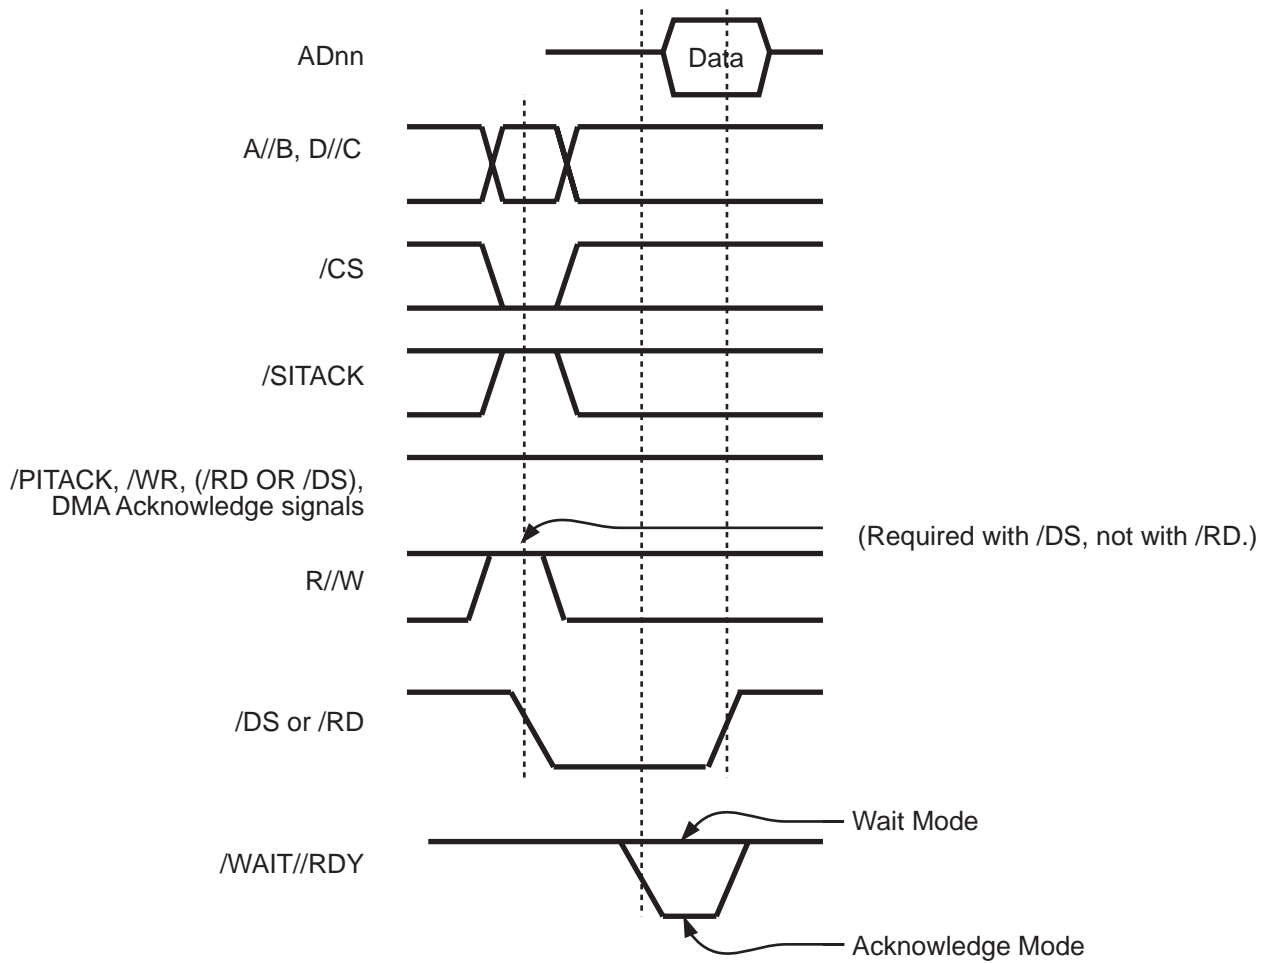 ADnn
Data
A//B, D//C
/CS
/SITACK
/PITACK, /WR, (/RD OR /DS),
DMA Acknowledge signals
(Required with /DS, not with /RD.)
R//W
/DS or /RD
Wait Mode
/WAIT//RDY
Acknowledge Mode